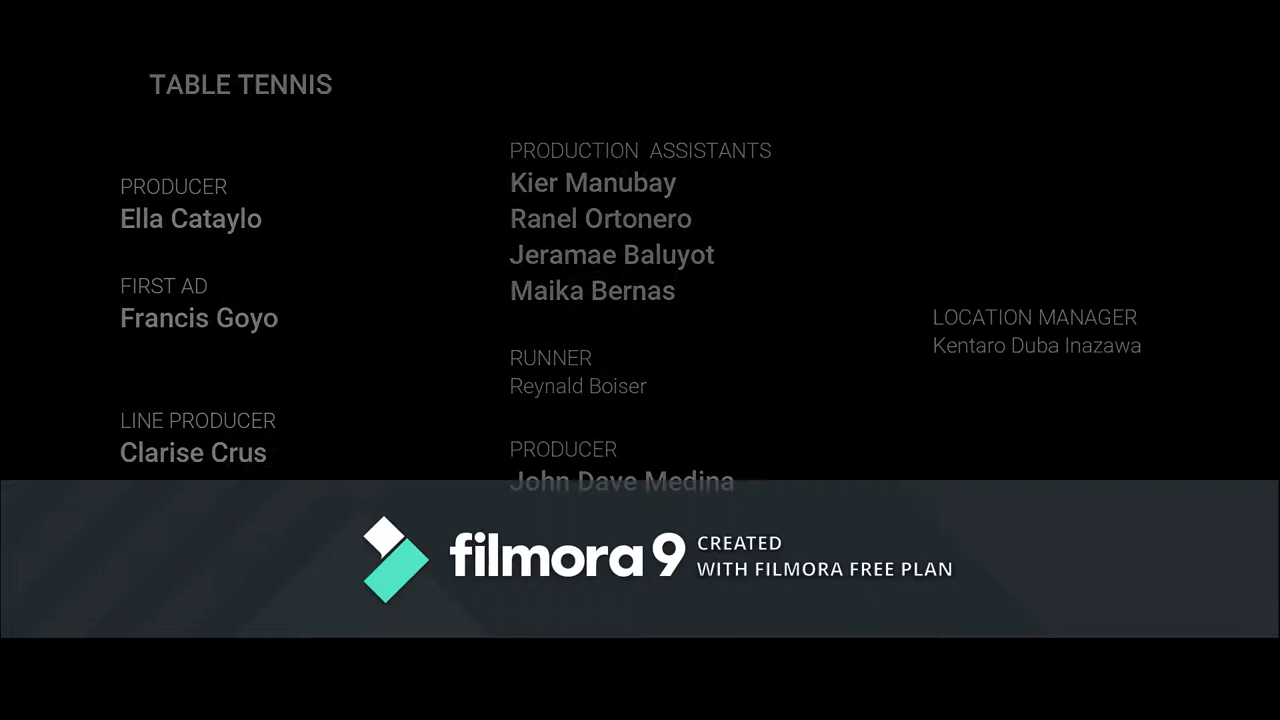 TABLE TENNIS
PRODUCER
Ella Cataylo
FIRST AD
Francis Goyo
LINE PRODUCER
Clarise Crus
PRODUCTION ASSISTANTS
Kier Manubay
Ranel Ortonero
Jeramae Baluyot
Maika Bernas
RUNNER
Reynald Boiser
PRODUCER
John Dave Medina
LOCATION MANAGER
Kentaro Duba Inazawa
filmora 9
CREATED
WITH FILMORA FREE PLAN